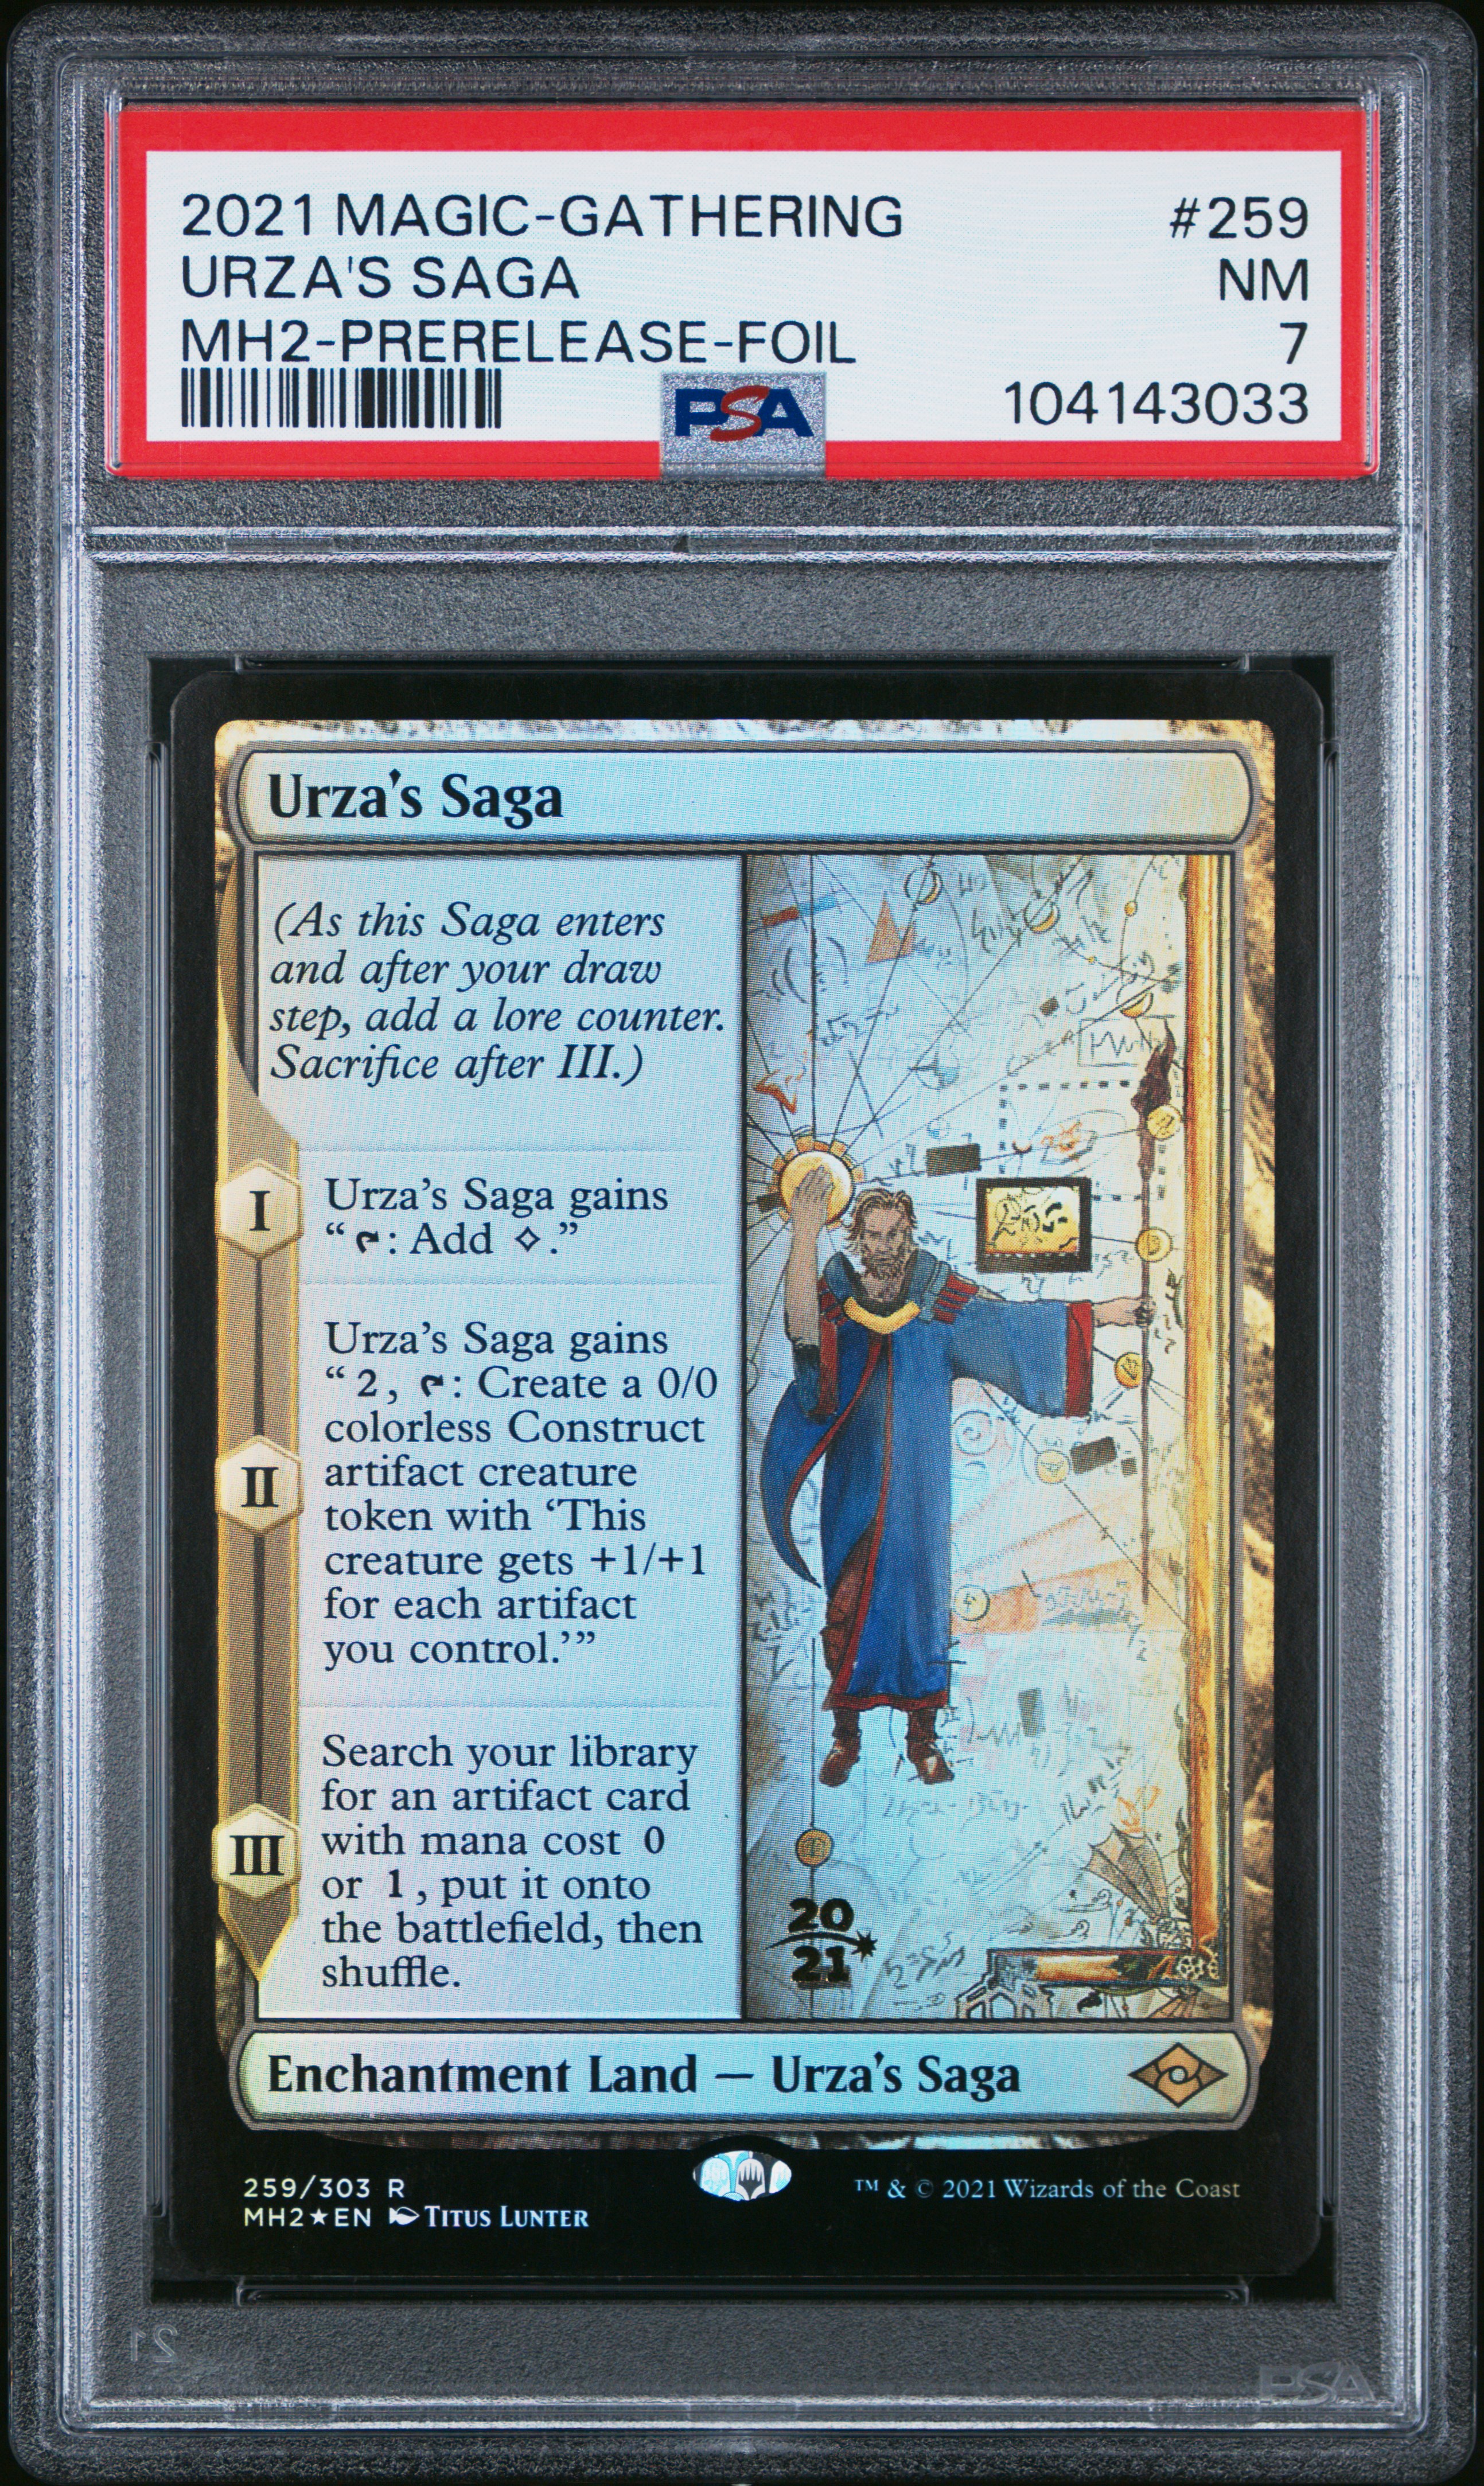 2021 MAGIC-GATHERING #259
URZA'S SAGA NM
MH2-PRERELEASE-FOIL 7
PSA 104143033
Urza's Saga
(As this Saga enters
and after your draw
step, add a lore counter.
Sacrifice after III.)
I
Urza's Saga gains
“ : Add .”
II
Urza's Saga gains
“2, : Create a 0/0
colorless Construct
artifact creature
token with ‘This
creature gets +1/+1
for each artifact
you control.’”
III
Search your library
for an artifact card
with mana cost 0
or 1, put it onto
the battlefield, then
shuffle.
20
21
Enchantment Land — Urza's Saga
259/303 R
MH2★EN TITUS LUNTER
™ & © 2021 Wizards of the Coast
21
PSA